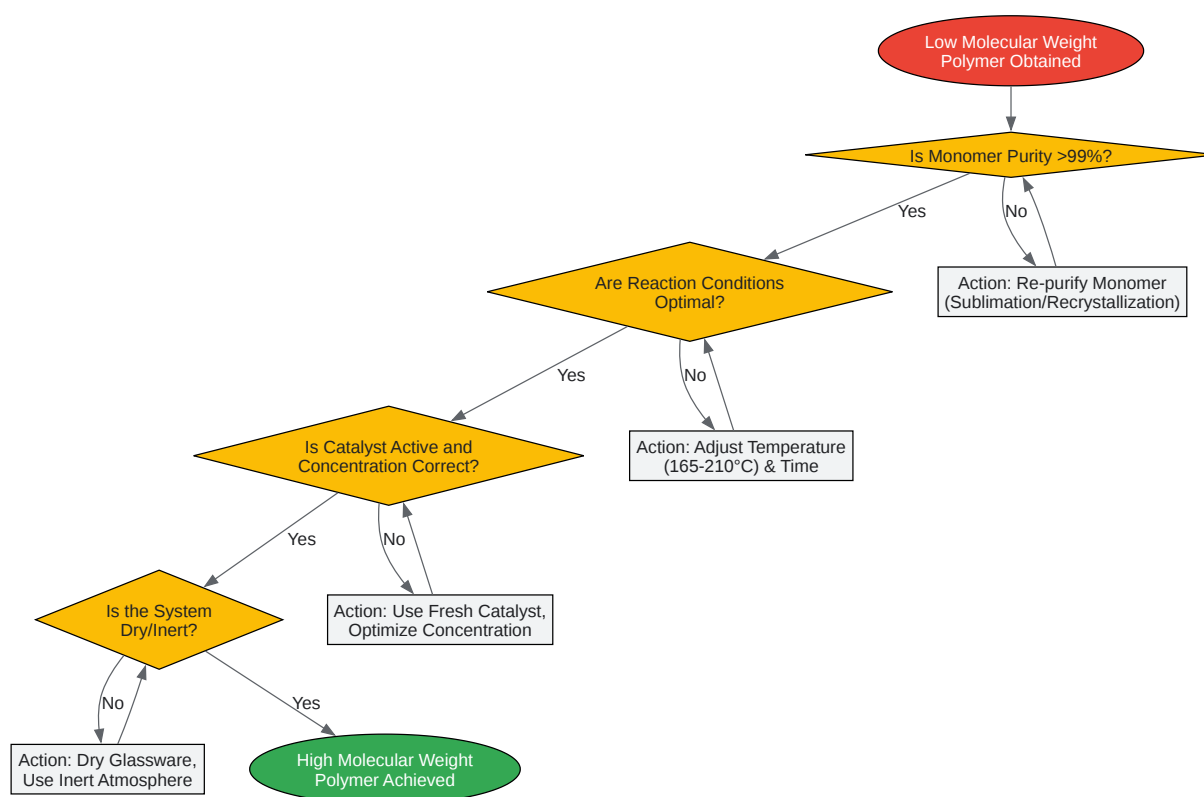 Low Molecular Weight
Polymer Obtained
Is Monomer Purity >99%?
Yes
No
Are Reaction Conditions
Optimal?
Action: Re-purify Monomer
(Sublimation/Recrystallization)
Yes
No
Is Catalyst Active and
Concentration Correct?
Action: Adjust Temperature
(165-210°C) & Time
Yes
No
Is the System
Dry/Inert?
Action: Use Fresh Catalyst,
Optimize Concentration
No
Yes
Action: Dry Glassware,
Use Inert Atmosphere
High Molecular Weight
Polymer Achieved